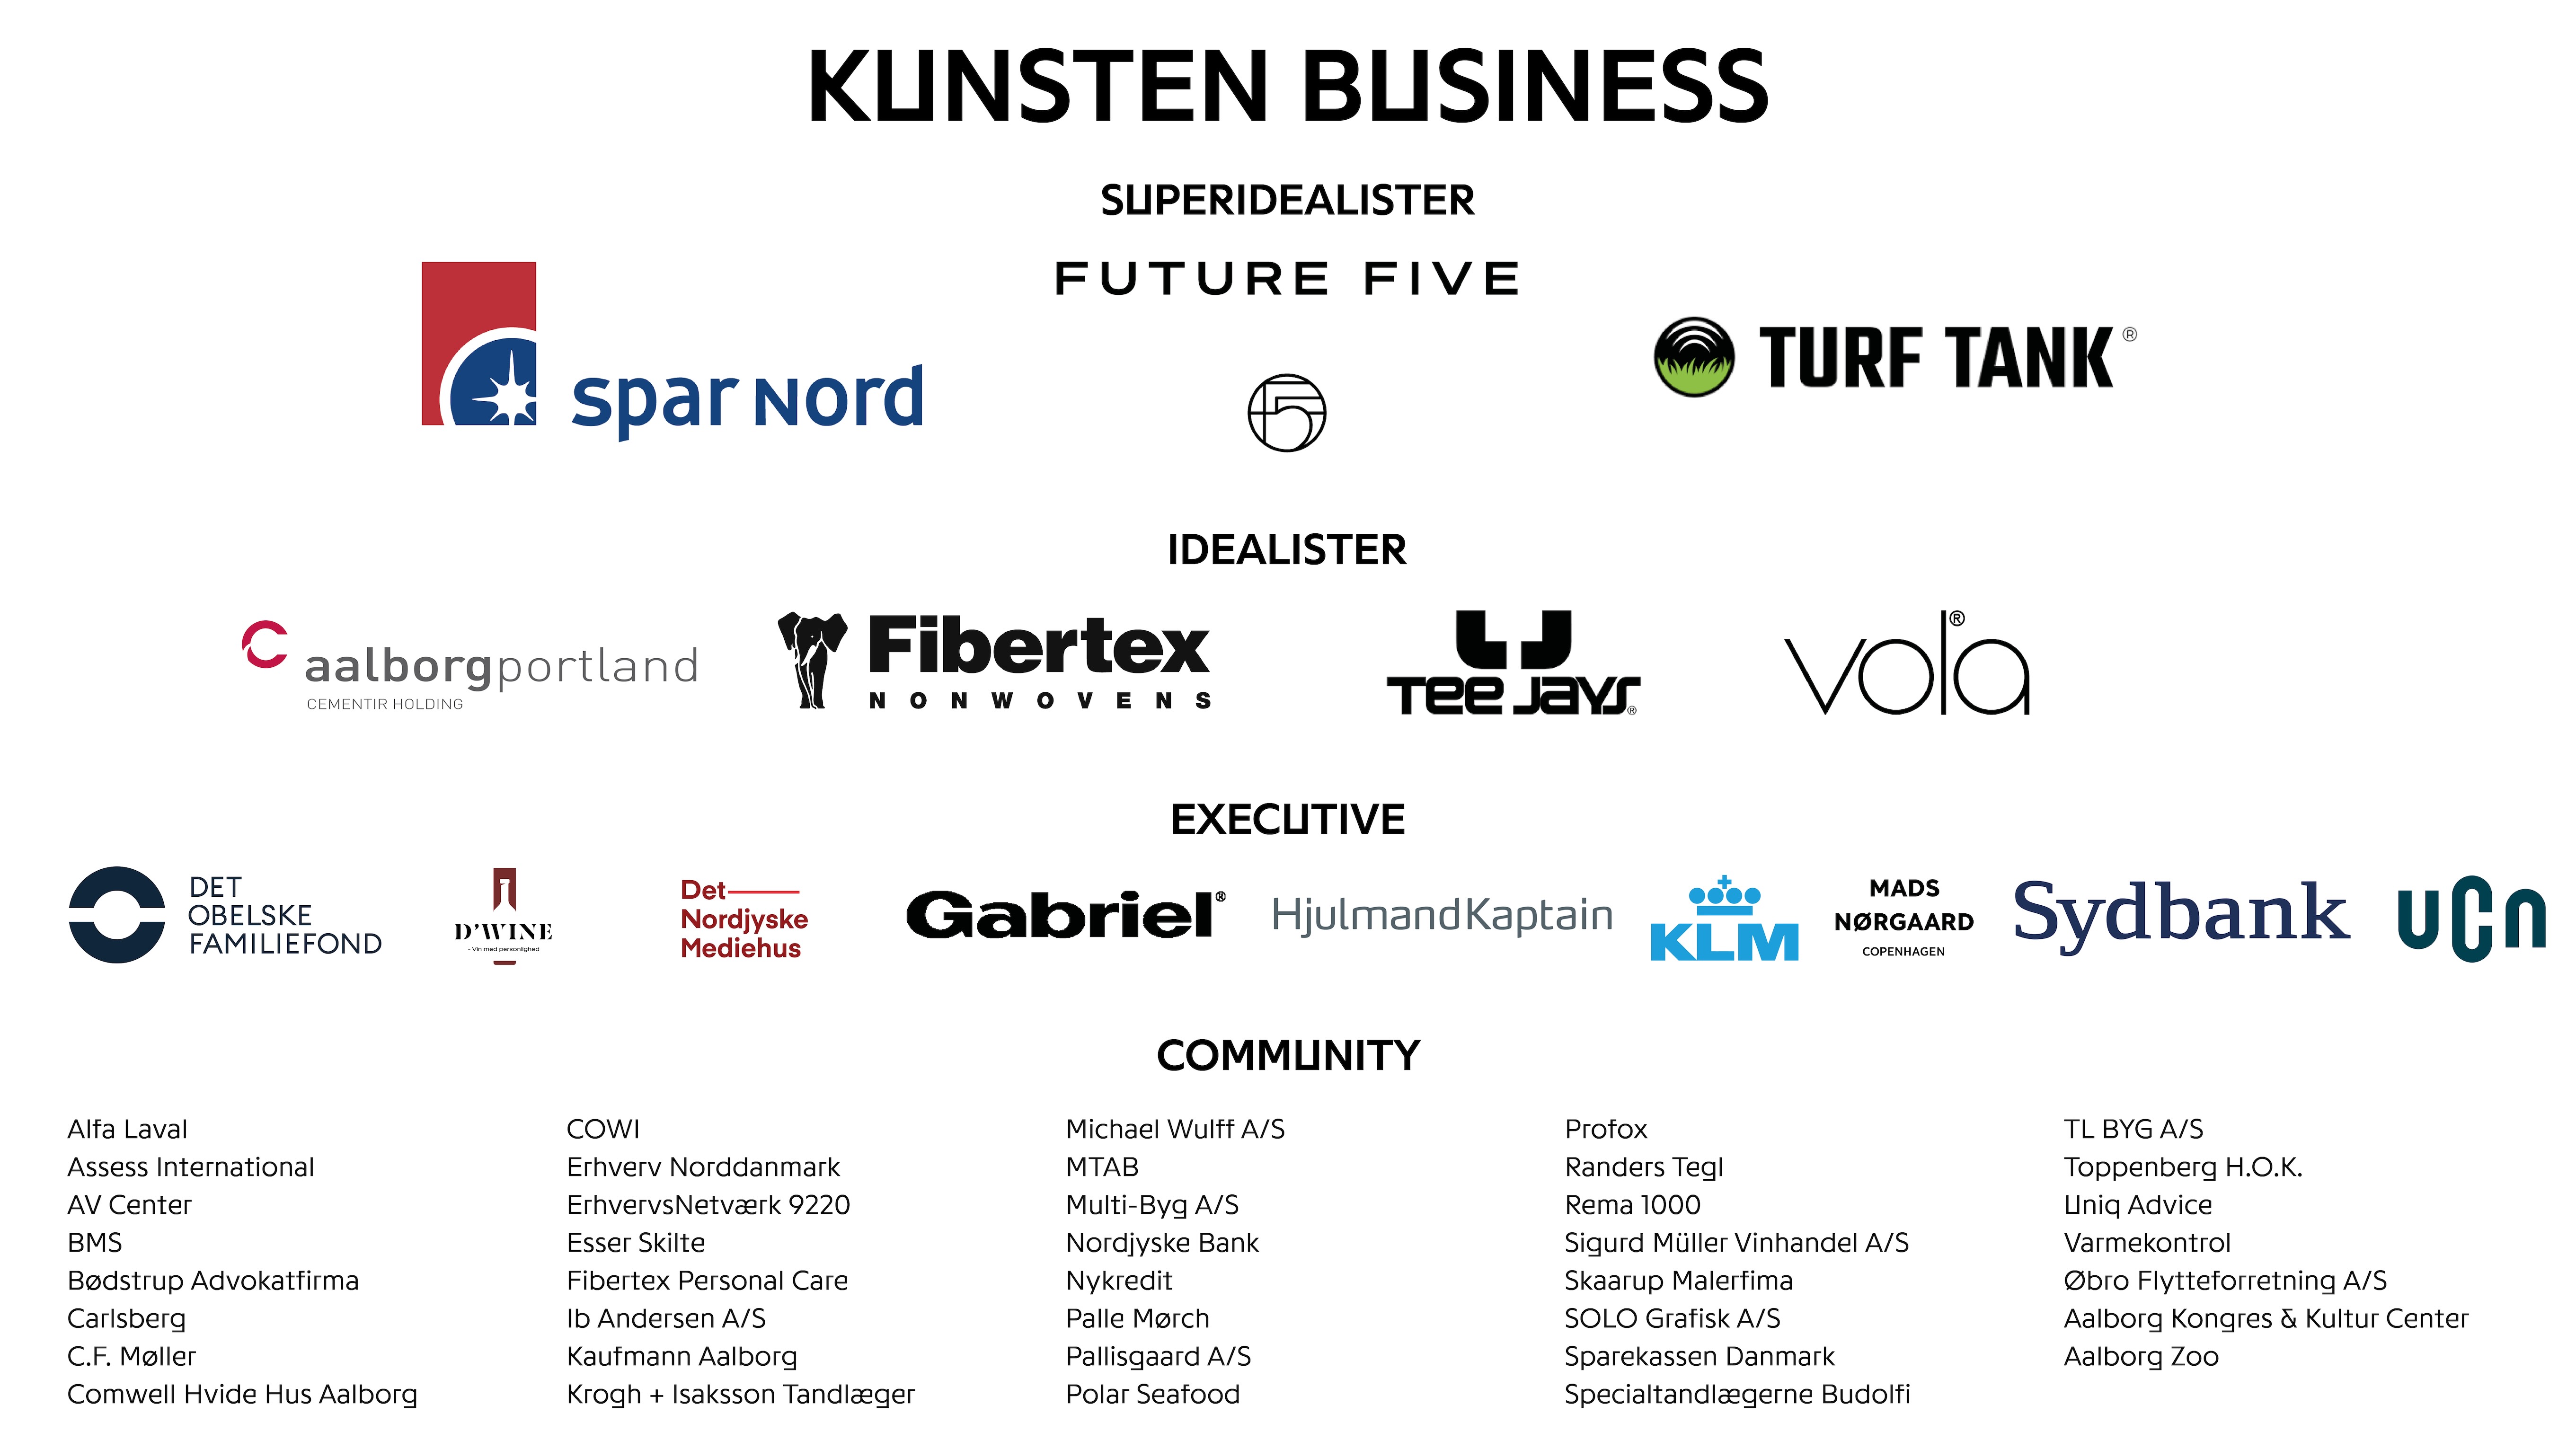 KUNSTEN BUSINESS
SUPERIDEALISTER
spar nord
FUTURE FIVE
5
TURF TANK ®
IDEALISTER
aalborgportland
CEMENTIR HOLDING
Fibertex
NONWOVENS
TEE JAYS®
vola®
EXECUTIVE
DET
OBELSKE
FAMILIEFOND
D'WINE
- Vin med personlighed
Det
Nordjyske
Mediehus
Gabriel®
HjulmandKaptain
KLM
MADS
NØRGAARD
COPENHAGEN
Sydbank
ucn
COMMUNITY
Alfa Laval
Assess International
AV Center
BMS
Bødstrup Advokatfirma
Carlsberg
C.F. Møller
Comwell Hvide Hus Aalborg
COWI
Erhverv Norddanmark
ErhvervsNetværk 9220
Esser Skilte
Fibertex Personal Care
Ib Andersen A/S
Kaufmann Aalborg
Krogh + Isaksson Tandlæger
Michael Wulff A/S
MTAB
Multi-Byg A/S
Nordjyske Bank
Nykredit
Palle Mørch
Pallisgaard A/S
Polar Seafood
Profox
Randers Tegl
Rema 1000
Sigurd Müller Vinhandel A/S
Skaarup Malerfima
SOLO Grafisk A/S
Sparekassen Danmark
Specialtandlægerne Budolfi
TL BYG A/S
Toppenberg H.O.K.
Uniq Advice
Varmekontrol
Øbro Flytteforretning A/S
Aalborg Kongres & Kultur Center
Aalborg Zoo